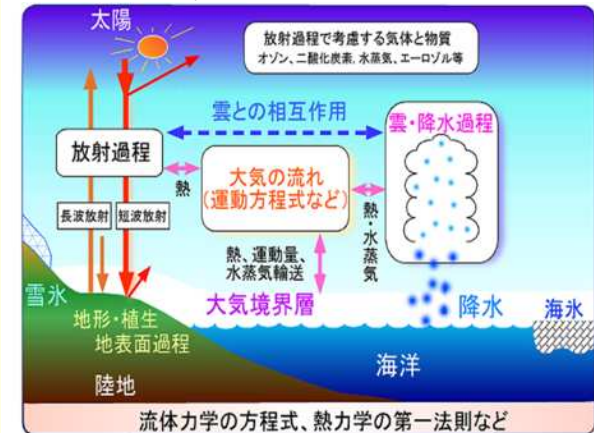 太陽
放射過程で考慮する気体と物質
オゾン、二酸化炭素, 水蒸気、エーロゾル等
雲との相互作用
雲・降水過程
放射過程
熱
大気の流れ
(運動方程式など)
熱・水蒸気
長波放射
短波放射
熱、運動量、
水蒸気輸送
雪氷
大気境界層
降水
海氷
地形・植生
地表面過程
海洋
陸地
流体力学の方程式、熱力学の第一法則など